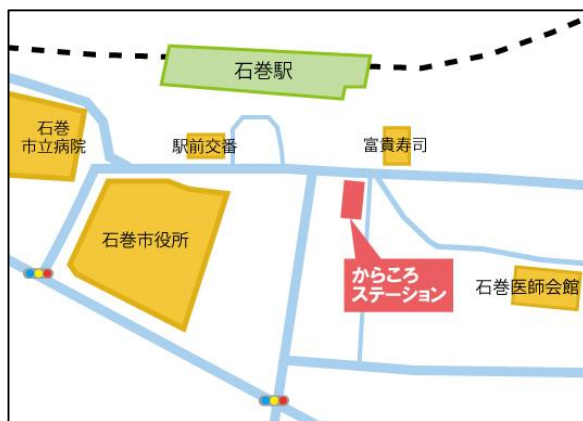 石巻駅
石巻
市立病院
駅前交番
富貴寿司
石巻市役所
からころ
ステーション
石巻医師会館